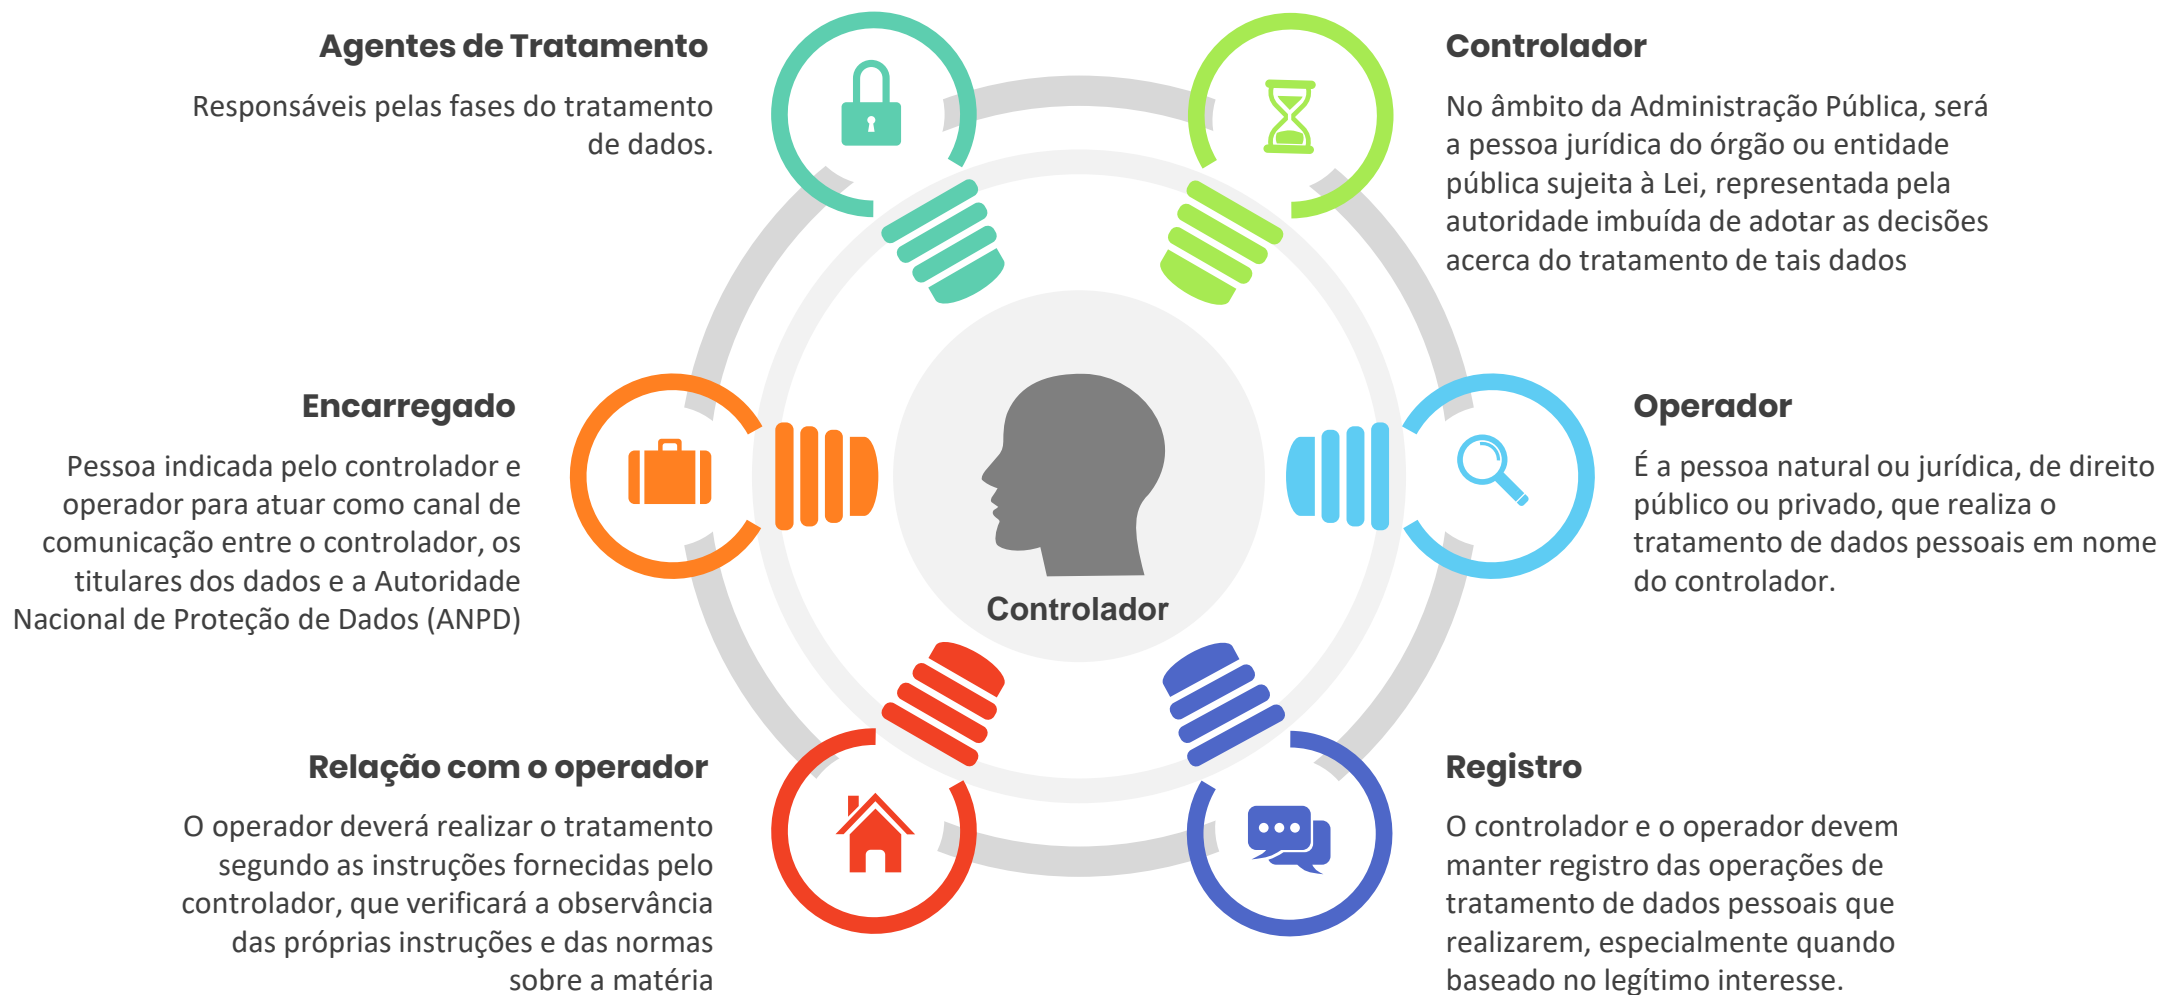 Agentes de Tratamento
Responsáveis pelas fases do tratamento
de dados.
Controlador
No âmbito da Administração Pública, será
a pessoa jurídica do órgão ou entidade
pública sujeita à Lei, representada pela
autoridade imbuída de adotar as decisões
acerca do tratamento de tais dados
Encarregado
Pessoa indicada pelo controlador e
operador para atuar como canal de
comunicação entre o controlador, os
titulares dos dados e a Autoridade
Nacional de Proteção de Dados (ANPD)
Controlador
Operador
É a pessoa natural ou jurídica, de direito
público ou privado, que realiza o
tratamento de dados pessoais em nome
do controlador.
Relação com o operador
O operador deverá realizar o tratamento
segundo as instruções fornecidas pelo
controlador, que verificará a observância
das próprias instruções e das normas
sobre a matéria
Registro
O controlador e o operador devem
manter registro das operações de
tratamento de dados pessoais que
realizarem, especialmente quando
baseado no legítimo interesse.